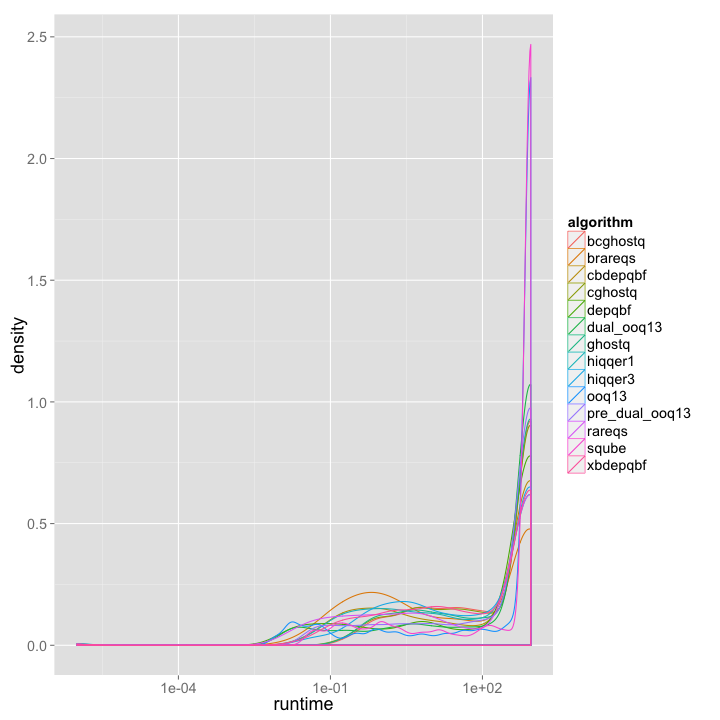 2.5
2.0
1.5
1.0
0.5
0.0
density
1e-04 1e-01 1e+02
runtime
algorithm
bcghostq
brareqs
cbdepqbf
cghostq
depqbf
dual_ooq13
ghostq
hiqqer1
hiqqer3
ooq13
pre_dual_ooq13
rareqs
sqube
xbdepqbf